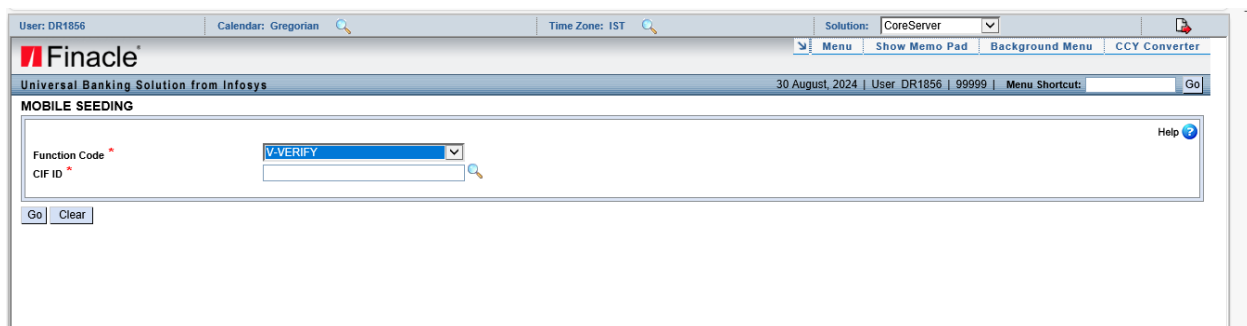 User: DR1856 Calendar: Gregorian Time Zone: IST Solution: CoreServer
Finacle
Menu Show Memo Pad Background Menu CCY Converter
Universal Banking Solution from Infosys 30 August, 2024 | User DR1856 | 99999 | Menu Shortcut: Go
MOBILE SEEDING
Help ?
Function Code * V-VERIFY
CIF ID *
Go Clear